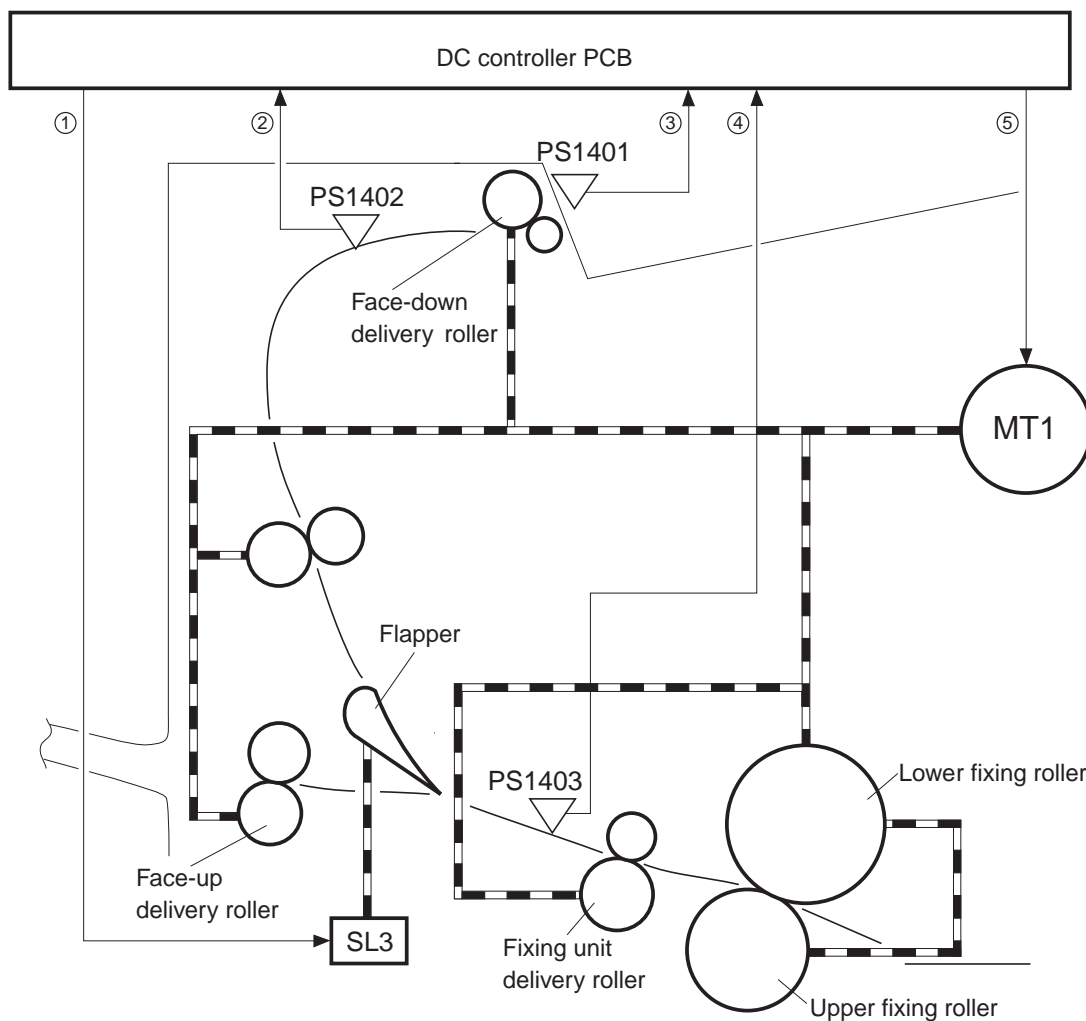 DC controller PCB
① ② ③ ④ ⑤
PS1401
PS1402
Face-down
delivery roller
MT1
Flapper
PS1403
Lower fixing roller
Face-up
delivery roller
SL3
Fixing unit
delivery roller
Upper fixing roller